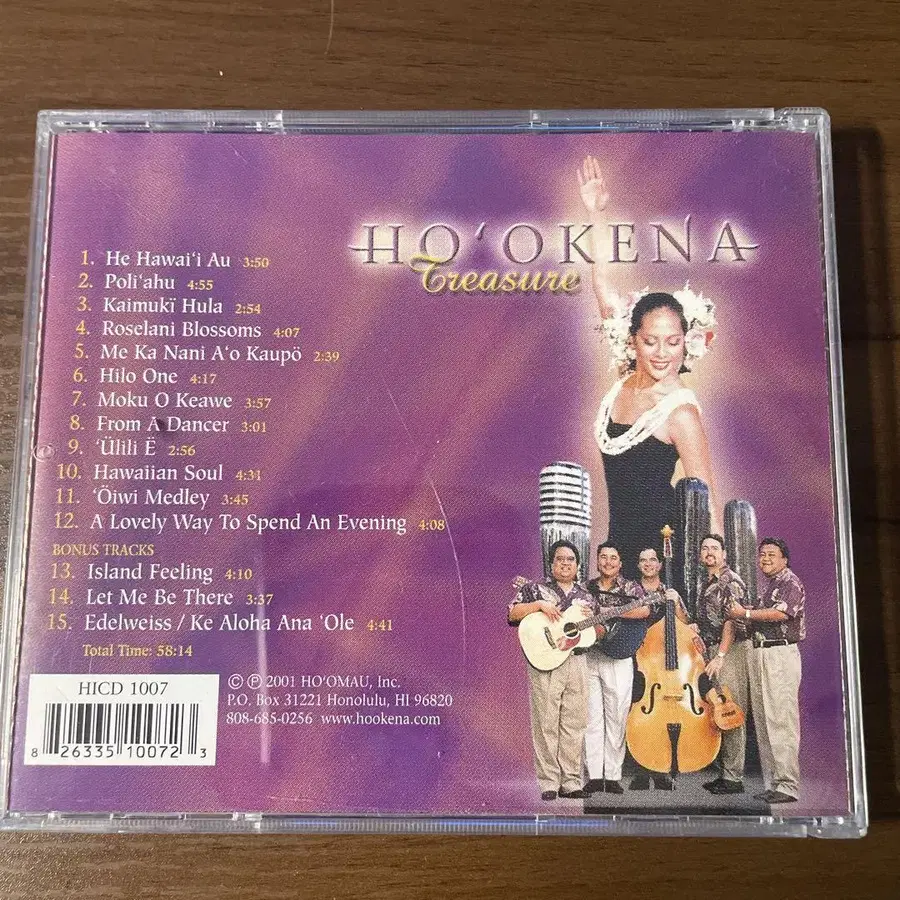 HO‘OKENA
Treasure
1. He Hawai‘i Au 3:50
2. Poli‘ahu 4:55
3. Kaimukï Hula 2:54
4. Roselani Blossoms 4:07
5. Me Ka Nani A‘o Kaupö 2:39
6. Hilo One 4:17
7. Moku O Keawe 3:57
8. From A Dancer 3:01
9. ‘Ülili Ë 2:56
10. Hawaiian Soul 4:31
11. ‘Öiwi Medley 3:45
12. A Lovely Way To Spend An Evening 4:08
BONUS TRACKS
13. Island Feeling 4:10
14. Let Me Be There 3:37
15. Edelweiss / Ke Aloha Ana ‘Ole 4:41
Total Time: 58:14
HICD 1007
8 26335 10072 3
© ℗ 2001 HO‘OMAU, Inc.
P.O. Box 31221 Honolulu, HI 96820
808-685-0256 www.hookena.com